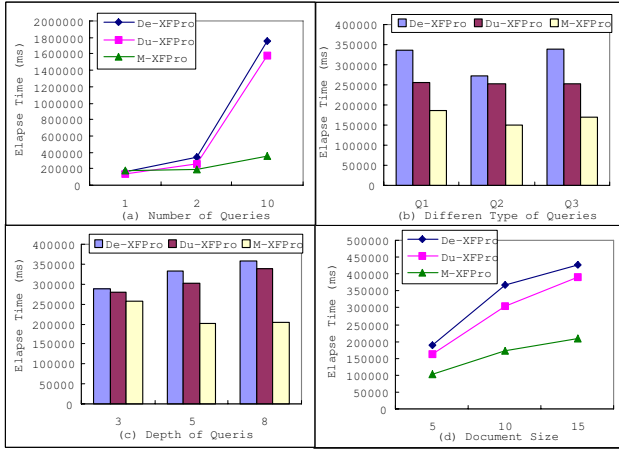 2000000
1800000
1600000
1400000
1200000
1000000
800000
600000
400000
200000
0
Elapse Time (ms)
De-XFPro
Du-XFPro
M-XFPro
1 2 10
(a) Number of Queries
400000
350000
300000
250000
200000
150000
100000
50000
0
Elapse Time (ms)
De-XFPro Du-XFPro M-XFPro
Q1 Q2 Q3
(b) Differen Type of Queries
400000
350000
300000
250000
200000
150000
100000
50000
0
Elapse Time (ms)
De-XFPro Du-XFPro M-XFPro
3 5 8
(c) Depth of Queris
500000
450000
400000
350000
300000
250000
200000
150000
100000
50000
0
Elapse Time (ms)
De-XFPro
Du-XFPro
M-XFPro
5 10 15
(d) Document Size